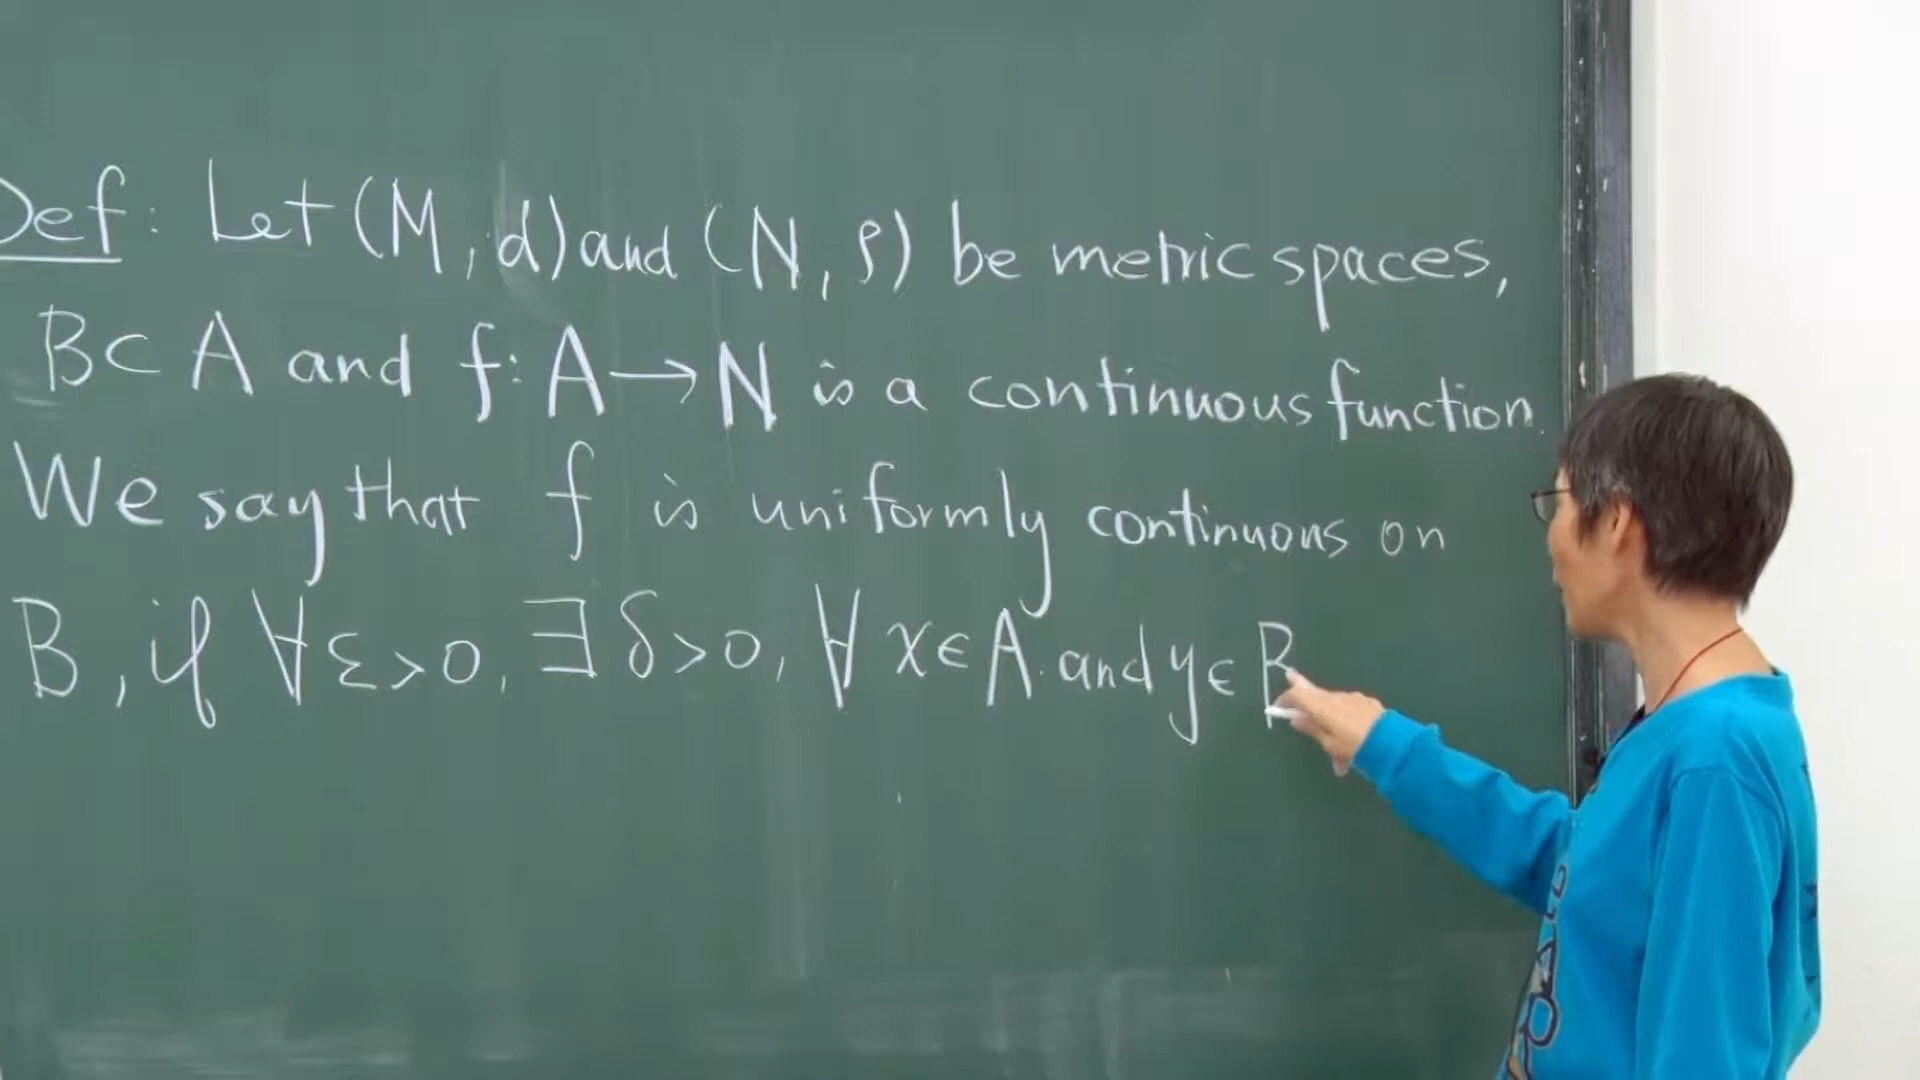 Def: Let (M, d) and (N, ρ) be metric spaces,
B ⊂ A and f: A → N is a continuous function.
We say that f is uniformly continuous on
B, if ∀ ε > 0, ∃ δ > 0, ∀ x ∈ A and y ∈ B